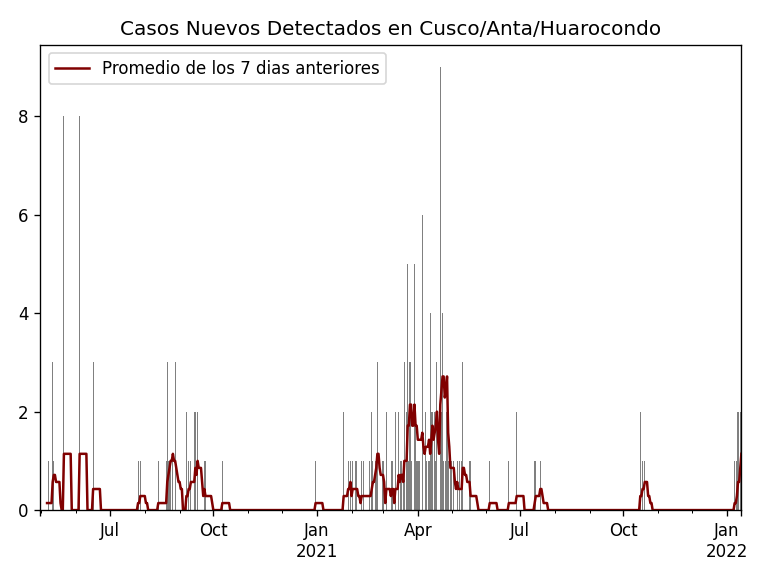 Casos Nuevos Detectados en Cusco/Anta/Huarocondo
Promedio de los 7 dias anteriores
8
6
4
2
0
Jul
Oct
Jan
2021
Apr
Jul
Oct
Jan
2022